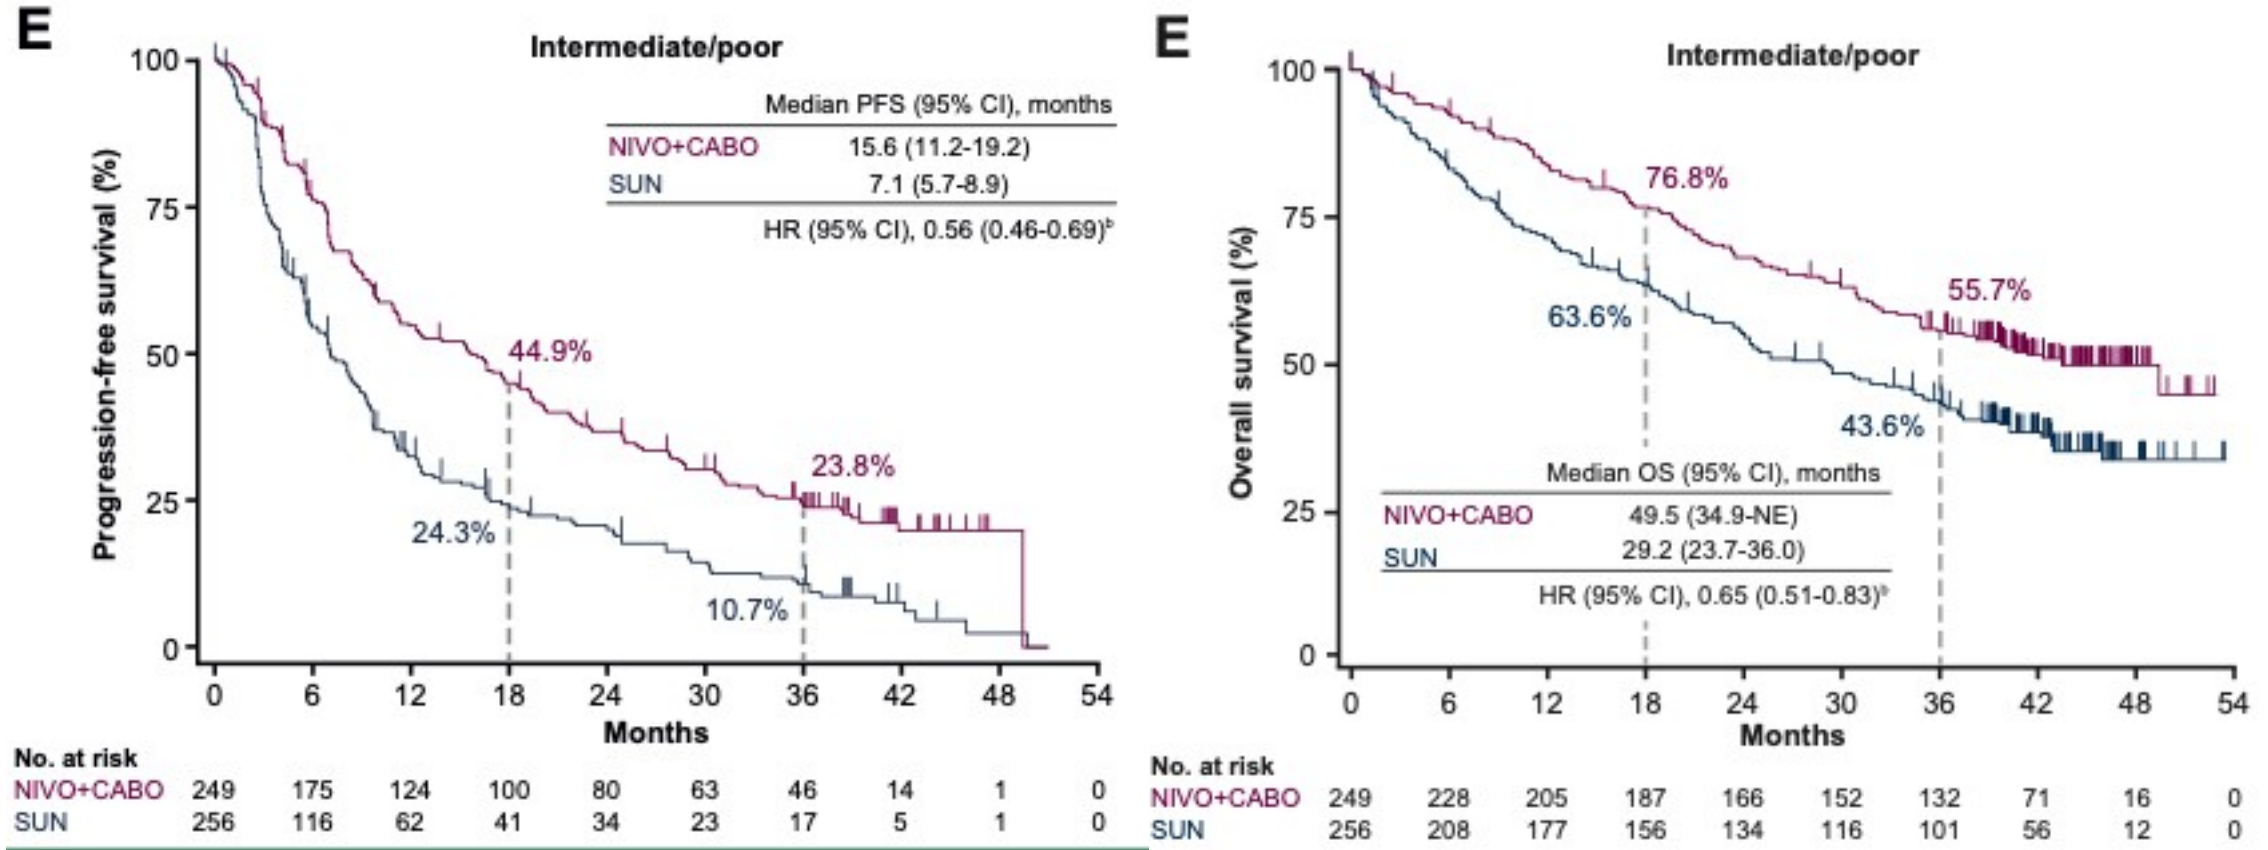 E
Intermediate/poor
Progression-free survival (%)
100
75
50
25
0
Median PFS (95% CI), months
NIVO+CABO 15.6 (11.2-19.2)
SUN 7.1 (5.7-8.9)
HR (95% CI), 0.56 (0.46-0.69)ᵇ
44.9%
23.8%
24.3%
10.7%
0 6 12 18 24 30 36 42 48 54
Months
No. at risk
NIVO+CABO 249 175 124 100 80 63 46 14 1 0
SUN 256 116 62 41 34 23 17 5 1 0
E
Intermediate/poor
Overall survival (%)
100
75
50
25
0
76.8%
55.7%
63.6%
43.6%
Median OS (95% CI), months
NIVO+CABO 49.5 (34.9-NE)
SUN 29.2 (23.7-36.0)
HR (95% CI), 0.65 (0.51-0.83)ᵇ
0 6 12 18 24 30 36 42 48 54
Months
No. at risk
NIVO+CABO 249 228 205 187 166 152 132 71 16 0
SUN 256 208 177 156 134 116 101 56 12 0